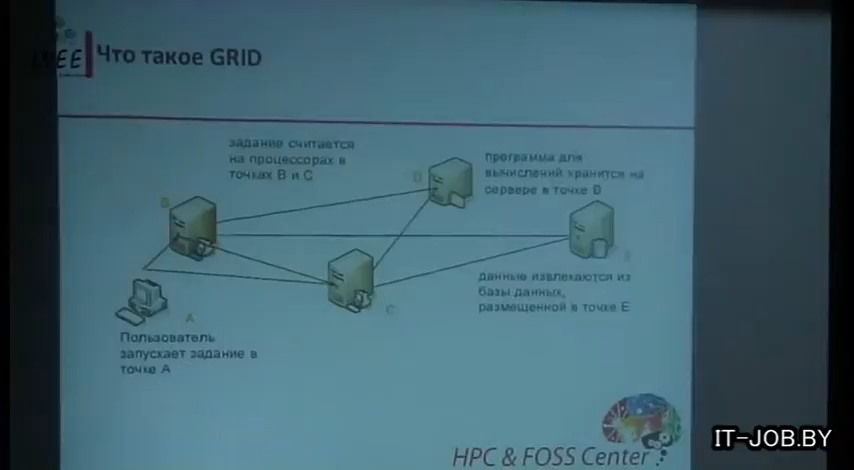 LVEE
Что такое GRID
задание считается
на процессорах в
точках B и C
D
программа для
вычислений хранится на
сервере в точке D
B
E
данные извлекаются из
базы данных,
размещенной в точке E
C
A
Пользователь
запускает задание в
точке A
HPC & FOSS Center
IT-JOB.BY